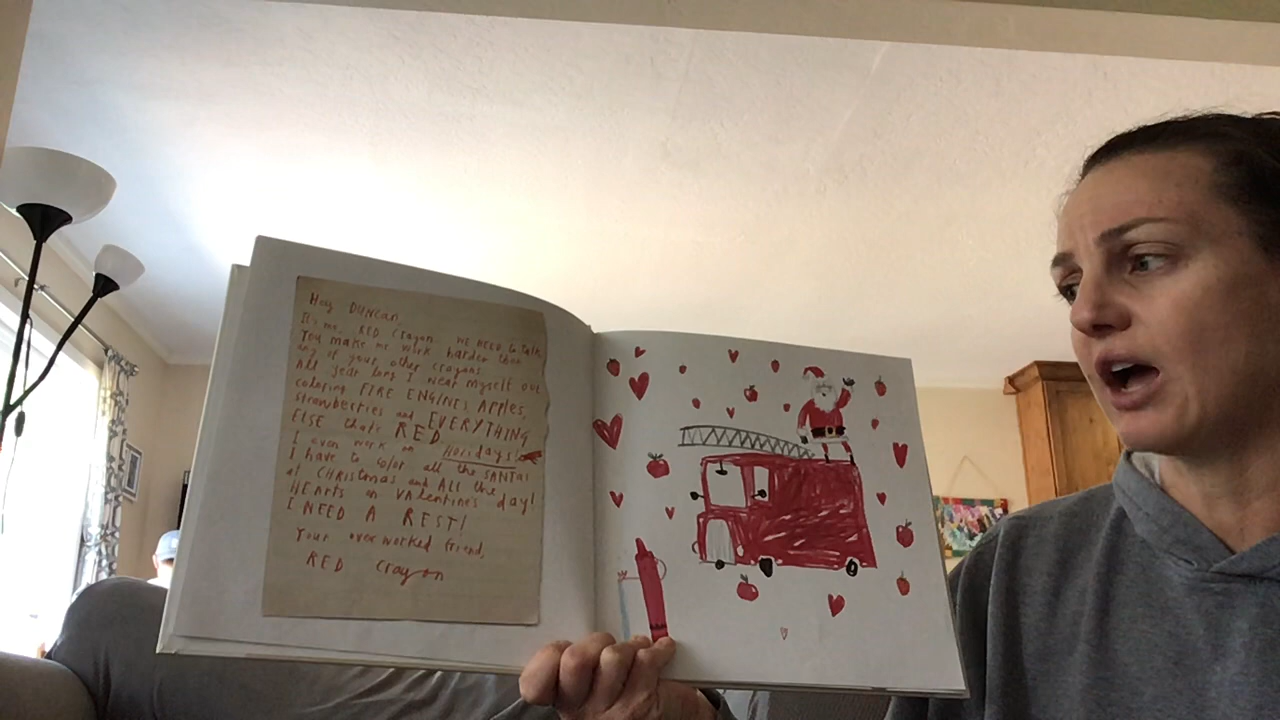 Hey DUNCAN,
It's me, RED Crayon. WE NEED to talk.
You make me work harder than
any of your other crayons.
All year long I wear myself out
coloring FIRE ENGINES, Apples,
Strawberries and EVERYTHING
ELSE that's RED.
I even work on Holidays!
I have to color all the SANTAS
at CHRISTMAS and ALL the
HEARTS on VAlentine's day!
I NEED A REST!
Your overworked friend,
RED Crayon